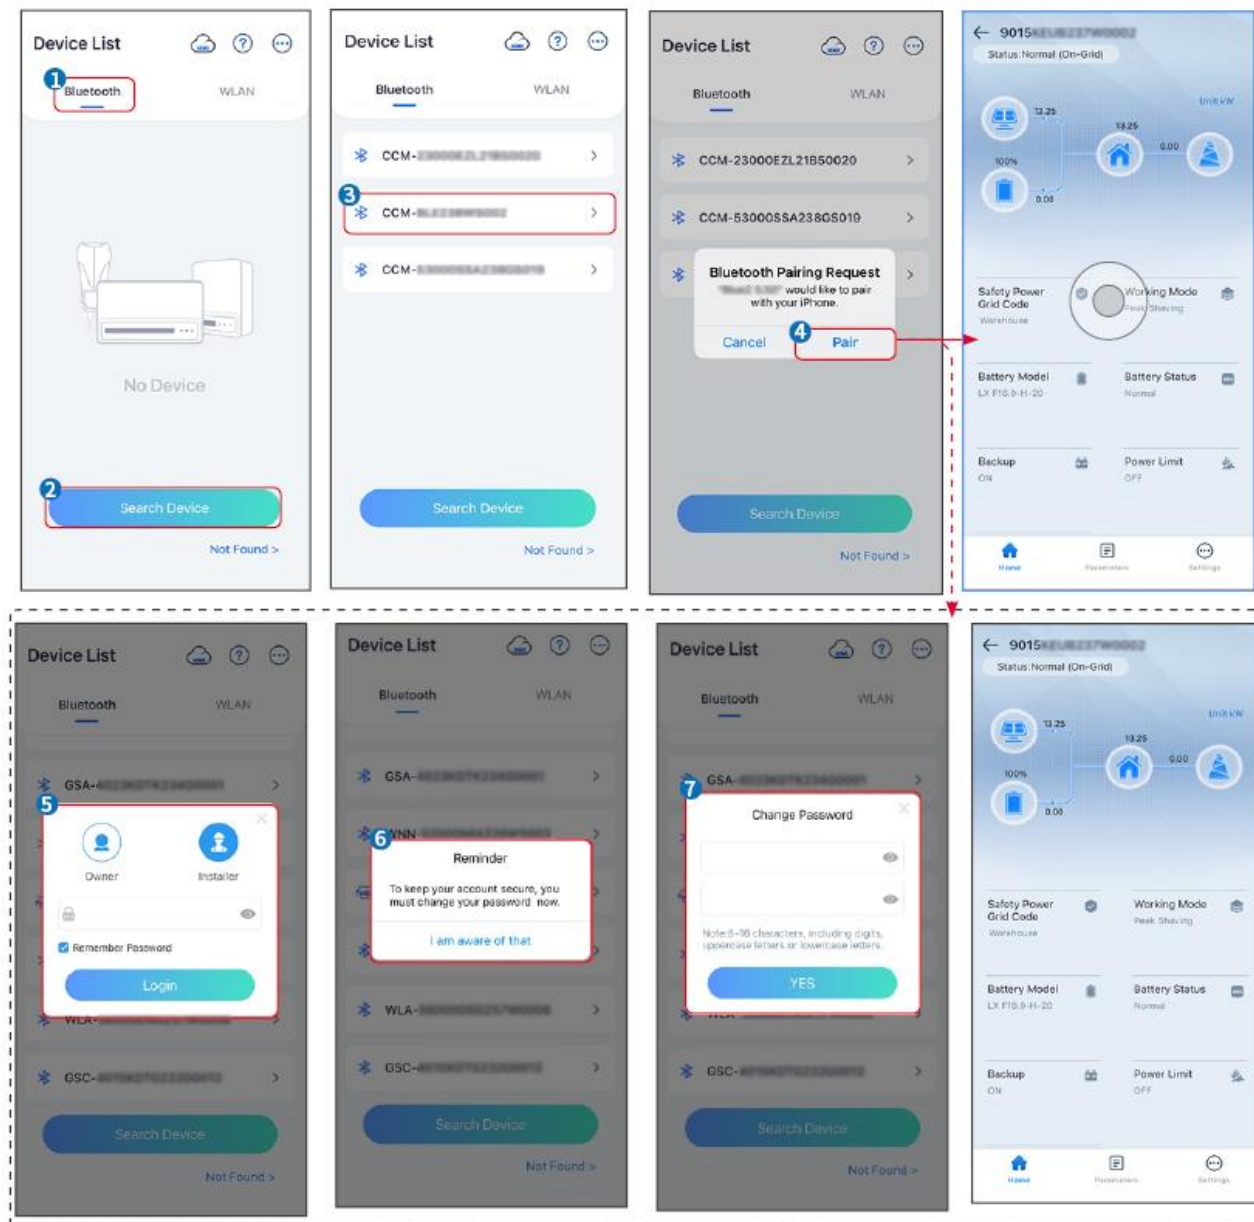 Device List
1
Bluetooth
WLAN
No Device
2
Search Device
Not Found >
Device List
Bluetooth
WLAN
CCM-
3
CCM-
CCM-
Search Device
Not Found >
Device List
Bluetooth
WLAN
CCM-23000EZL21B50020
CCM-53000SSA238GS019
Bluetooth Pairing Request
would like to pair
with your iPhone.
Cancel
4
Pair
Search Device
Not Found >
9015
Status:Normal (On-Grid)
Unit:kW
13.25
13.25
0.00
100%
0.00
Safety Power
Grid Code
Warehouse
Working Mode
Peak Shaving
Battery Model
LX F16.0-H-20
Battery Status
Normal
Backup
ON
Power Limit
OFF
Home
Parameters
Settings
Device List
Bluetooth
WLAN
GSA-
5
Owner
Installer
Remember Password
Login
WLA-
GSC-
Search Device
Not Found >
Device List
Bluetooth
WLAN
GSA-
WNN-
6
Reminder
To keep your account secure, you
must change your password now.
I am aware of that
WLA-
GSC-
Search Device
Not Found >
Device List
Bluetooth
WLAN
GSA-
7
Change Password
Note:8-16 characters, including digits,
uppercase letters or lowercase letters.
YES
WLA-
GSC-
Search Device
Not Found >
9015
Status:Normal (On-Grid)
Unit:kW
13.25
13.25
0.00
100%
0.00
Safety Power
Grid Code
Warehouse
Working Mode
Peak Shaving
Battery Model
LX F16.0-H-20
Battery Status
Normal
Backup
ON
Power Limit
OFF
Home
Parameters
Settings